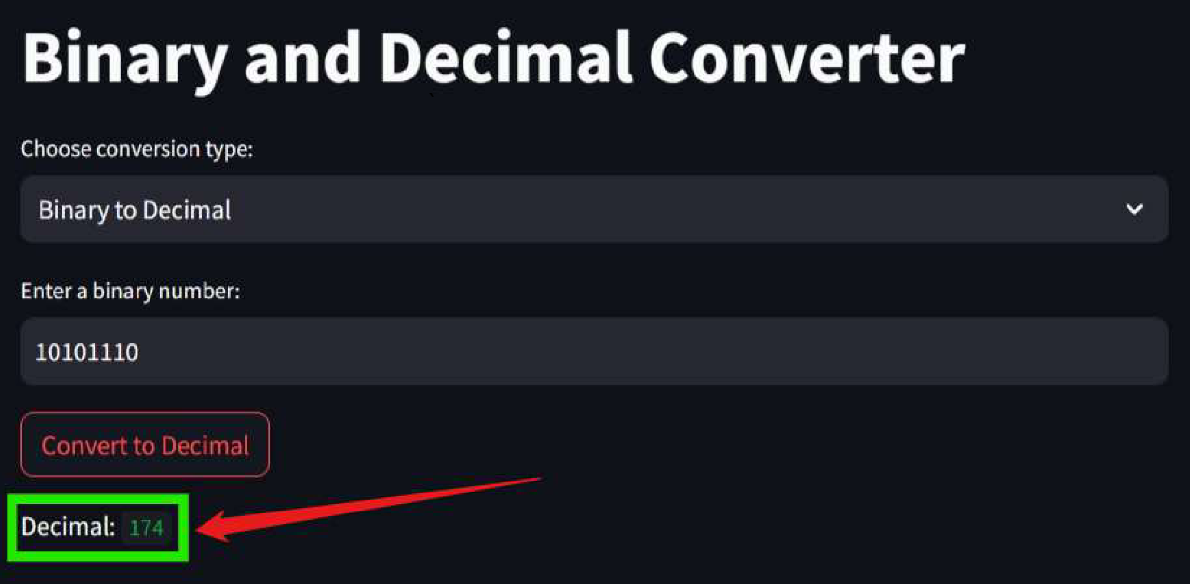 Binary and Decimal Converter
Choose conversion type:
Binary to Decimal
Enter a binary number:
10101110
Convert to Decimal
Decimal: 174